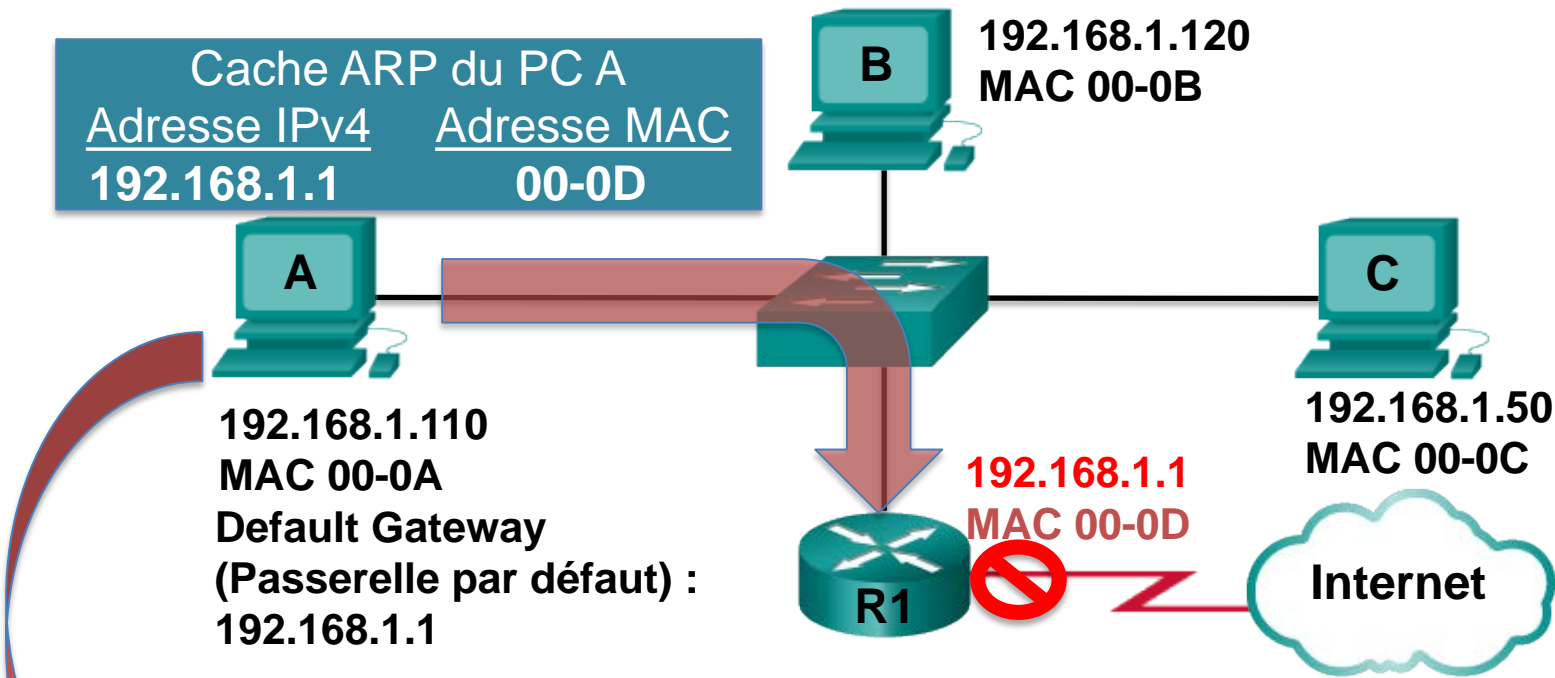 Cache ARP du PC A
Adresse IPv4 Adresse MAC
192.168.1.1 00-0D
B
192.168.1.120
MAC 00-0B
A
C
192.168.1.110
MAC 00-0A
Default Gateway
(Passerelle par défaut) :
192.168.1.1
192.168.1.1
MAC 00-0D
R1
192.168.1.50
MAC 00-0C
Internet